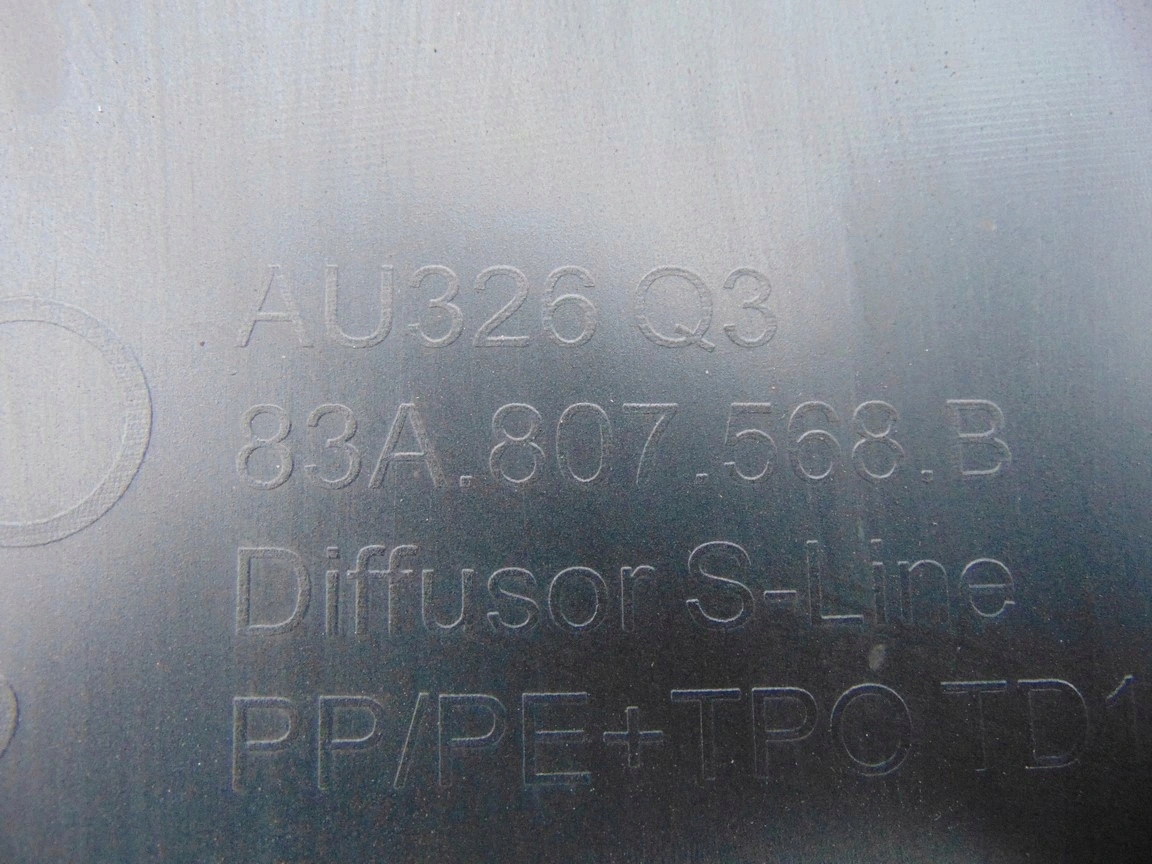 AU326 Q3
83A.807.568.B
Diffusor S-Line
PP/PE+TPO TD1